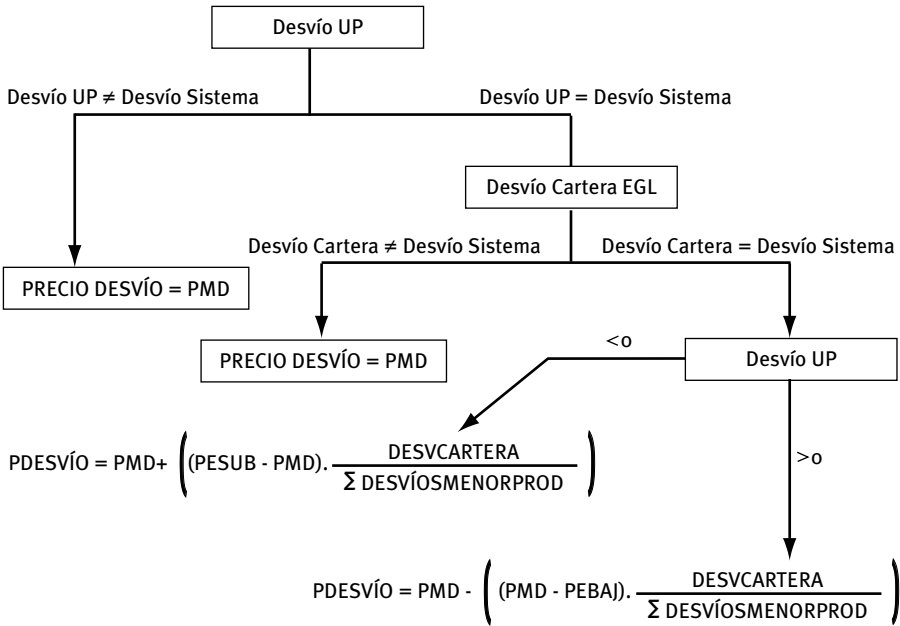 Desvío UP
Desvío UP ≠ Desvío Sistema
Desvío UP = Desvío Sistema
Desvío Cartera EGL
Desvío Cartera ≠ Desvío Sistema
Desvío Cartera = Desvío Sistema
PRECIO DESVÍO = PMD
PRECIO DESVÍO = PMD
<0
Desvío UP
PDESVÍO = PMD+ ((PESUB - PMD). DESVCARTERA / Σ DESVÍOSMENORPROD)
>0
PDESVÍO = PMD - ((PMD - PEBAJ). DESVCARTERA / Σ DESVÍOSMENORPROD)